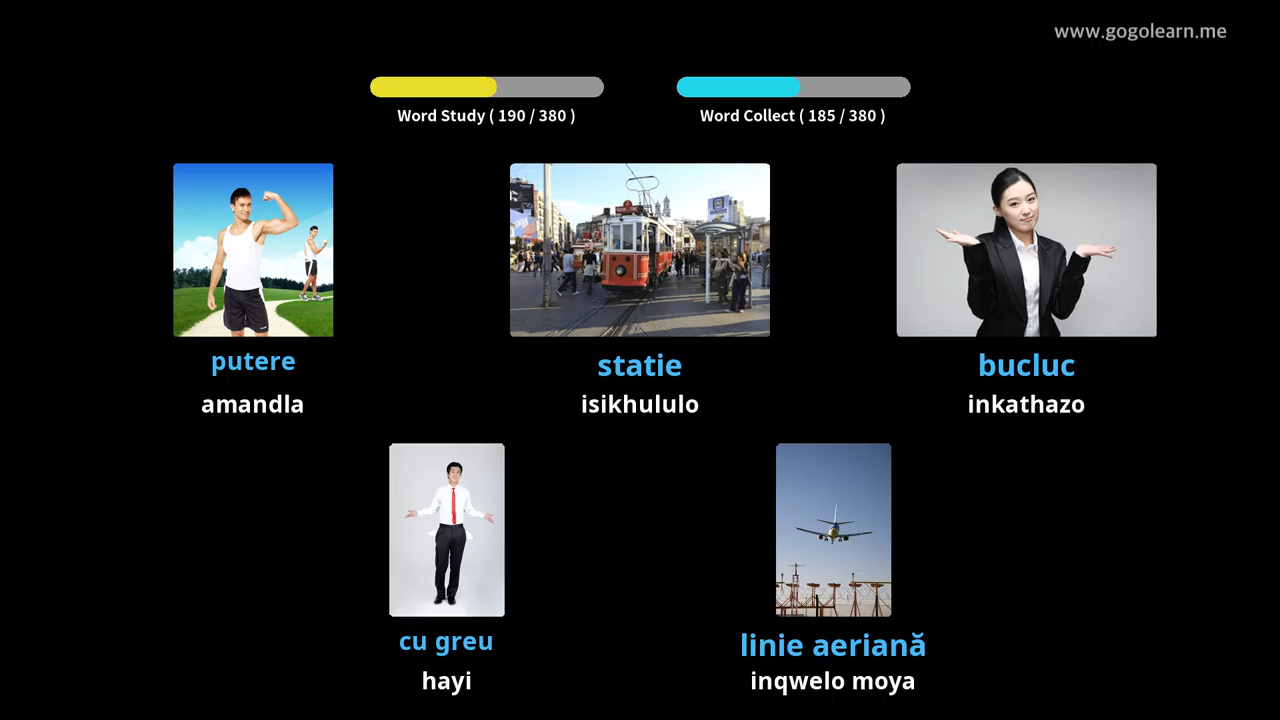 www.gogolearn.me
Word Study ( 190 / 380 )
Word Collect ( 185 / 380 )
putere
statie
bucluc
amandla
isikhululo
inkathazo
cu greu
linie aeriană
hayi
inqwelo moya